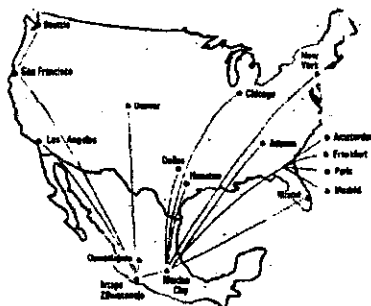 Seattle
San Francisco
Los Angeles
Denver
Chicago
New
York
Dallas
Houston
Atlanta
Amsterdam
Frankfurt
Paris
Madrid
Miami
Guadalajara
Ixtapa
Zihuatanejo
Mexico
City